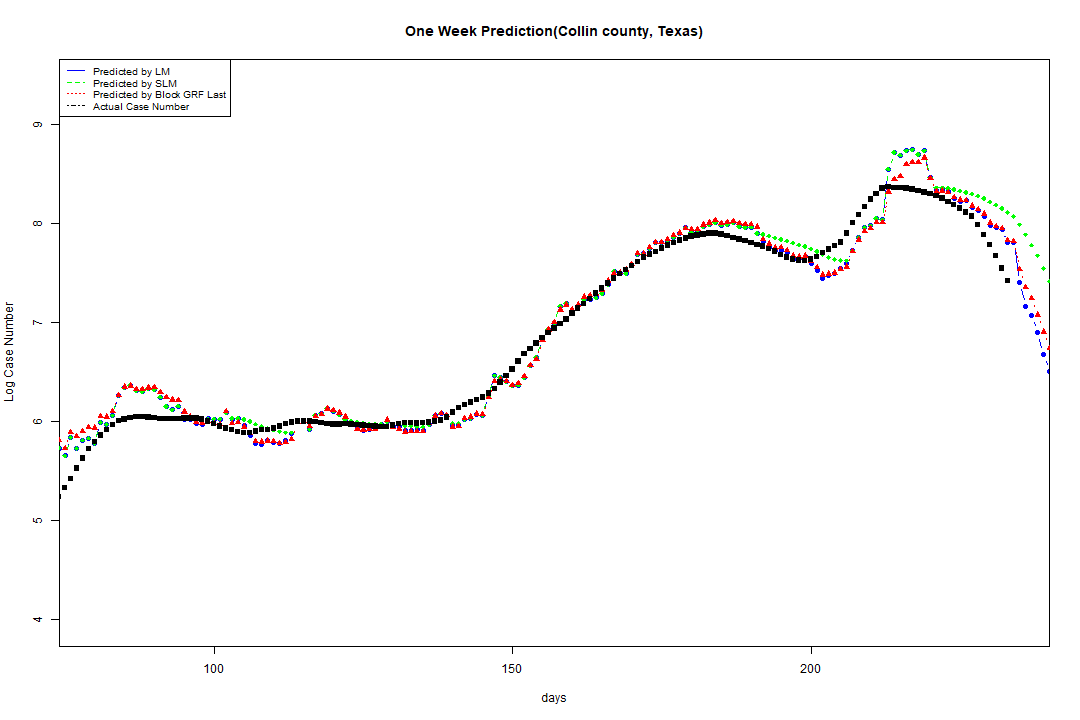 One Week Prediction(Collin county, Texas)
Predicted by LM
Predicted by SLM
Predicted by Block GRF Last
Actual Case Number
9
8
7
6
5
4
Log Case Number
100 150 200
days